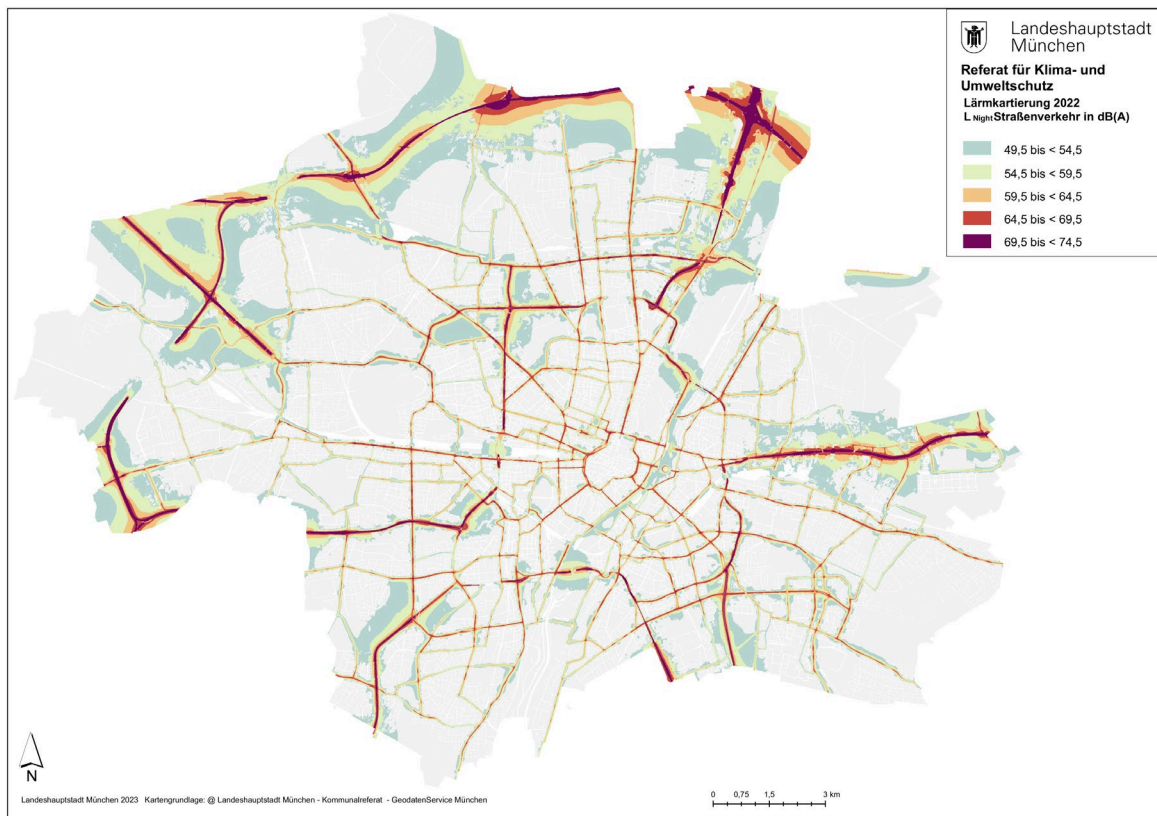 Landeshauptstadt
München
Referat für Klima- und
Umweltschutz
Lärmkartierung 2022
L Night Straßenverkehr in dB(A)
49,5 bis < 54,5
54,5 bis < 59,5
59,5 bis < 64,5
64,5 bis < 69,5
69,5 bis < 74,5
N
Landeshauptstadt München 2023 Kartengrundlage: @ Landeshauptstadt München - Kommunalreferat - GeodatenService München
0 0,75 1,5 3 km